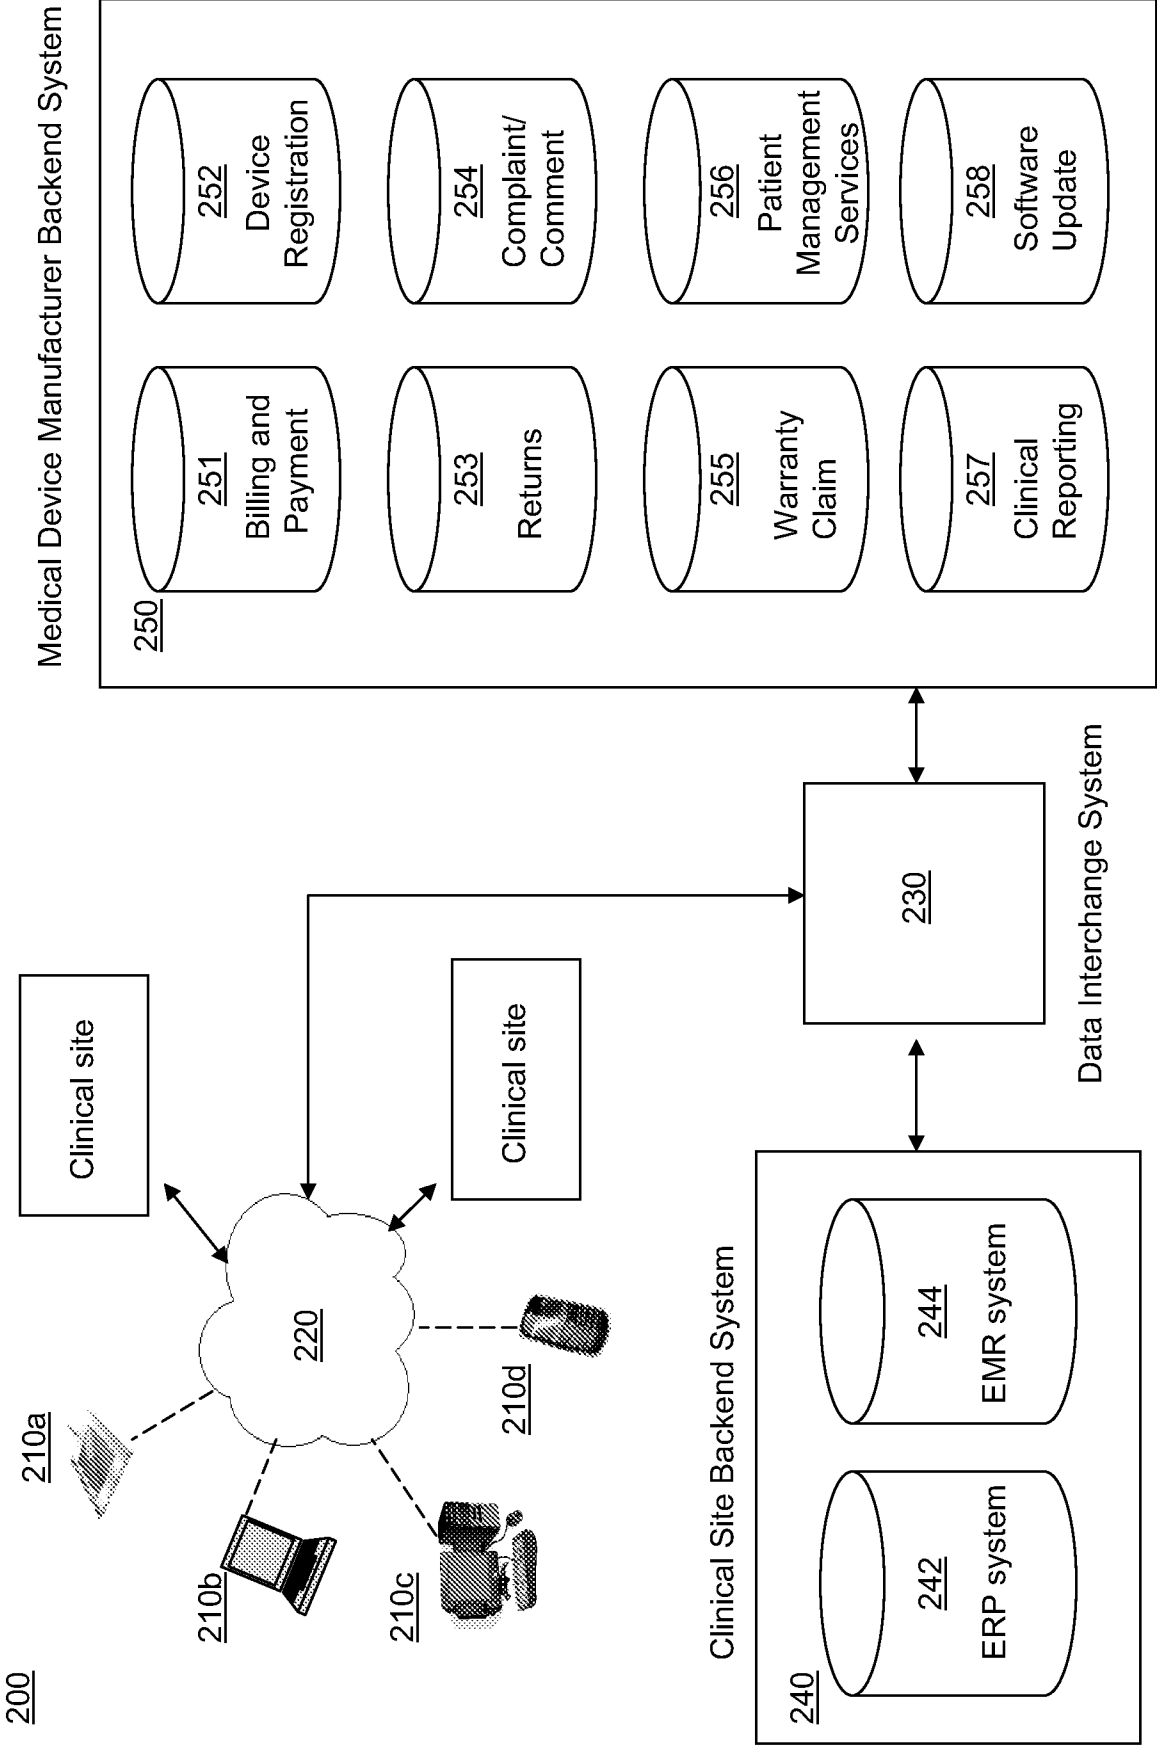 200
210a
210b
210c
210d
220
Clinical site
Clinical site
Clinical Site Backend System
240
242
ERP system
244
EMR system
230
Data Interchange System
Medical Device Manufacturer Backend System
250
251
Billing and
Payment
252
Device
Registration
253
Returns
254
Complaint/
Comment
255
Warranty
Claim
256
Patient
Management
Services
257
Clinical
Reporting
258
Software
Update